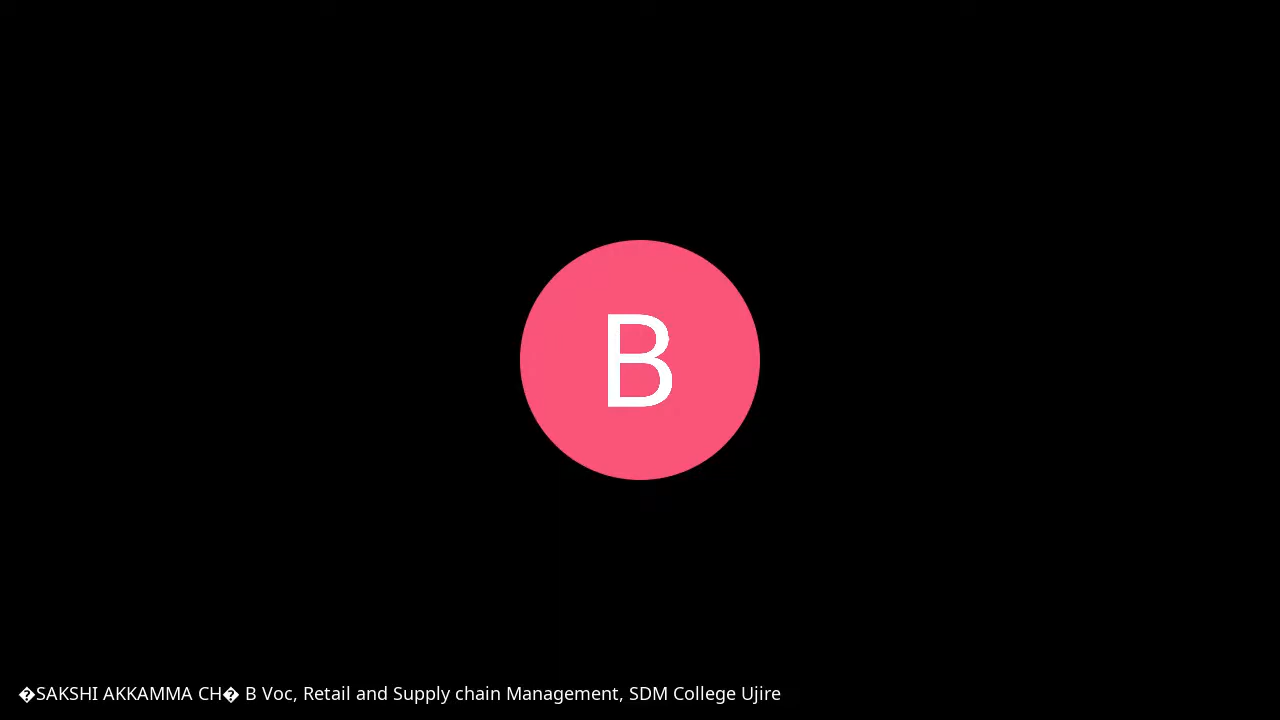 B
�SAKSHI AKKAMMA CH� B Voc, Retail and Supply chain Management, SDM College Ujire